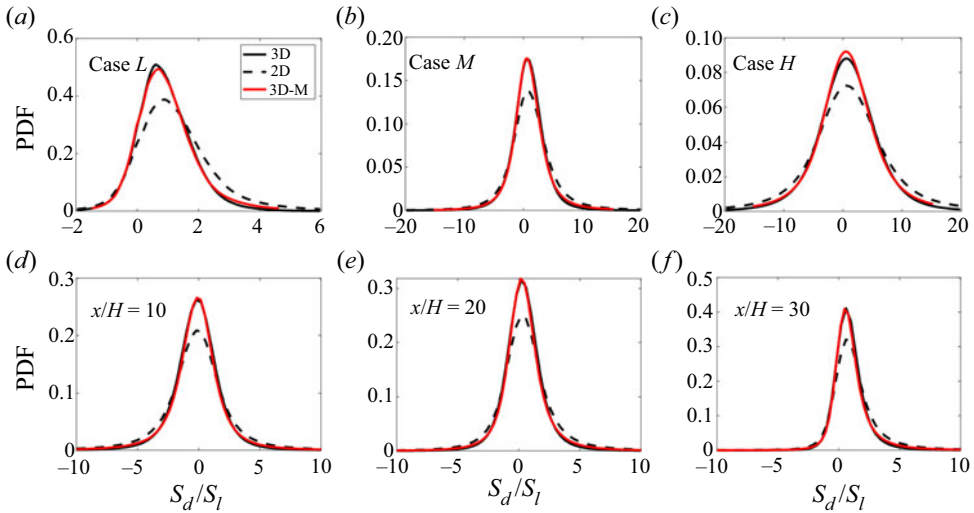 (a)
0.6
0.4
0.2
0
PDF
Case L
3D
2D
3D-M
–2
0
2
4
6
(b)
0.20
0.15
0.10
0.05
0
Case M
–20
–10
0
10
20
(c)
0.10
0.08
0.06
0.04
0.02
0
Case H
–20
–10
0
10
20
(d)
0.3
0.2
0.1
0
PDF
x/H = 10
–10
–5
0
5
10
S_d/S_l
(e)
0.3
0.2
0.1
0
x/H = 20
–10
–5
0
5
10
S_d/S_l
(f)
0.5
0.4
0.3
0.2
0.1
0
x/H = 30
–10
–5
0
5
10
S_d/S_l